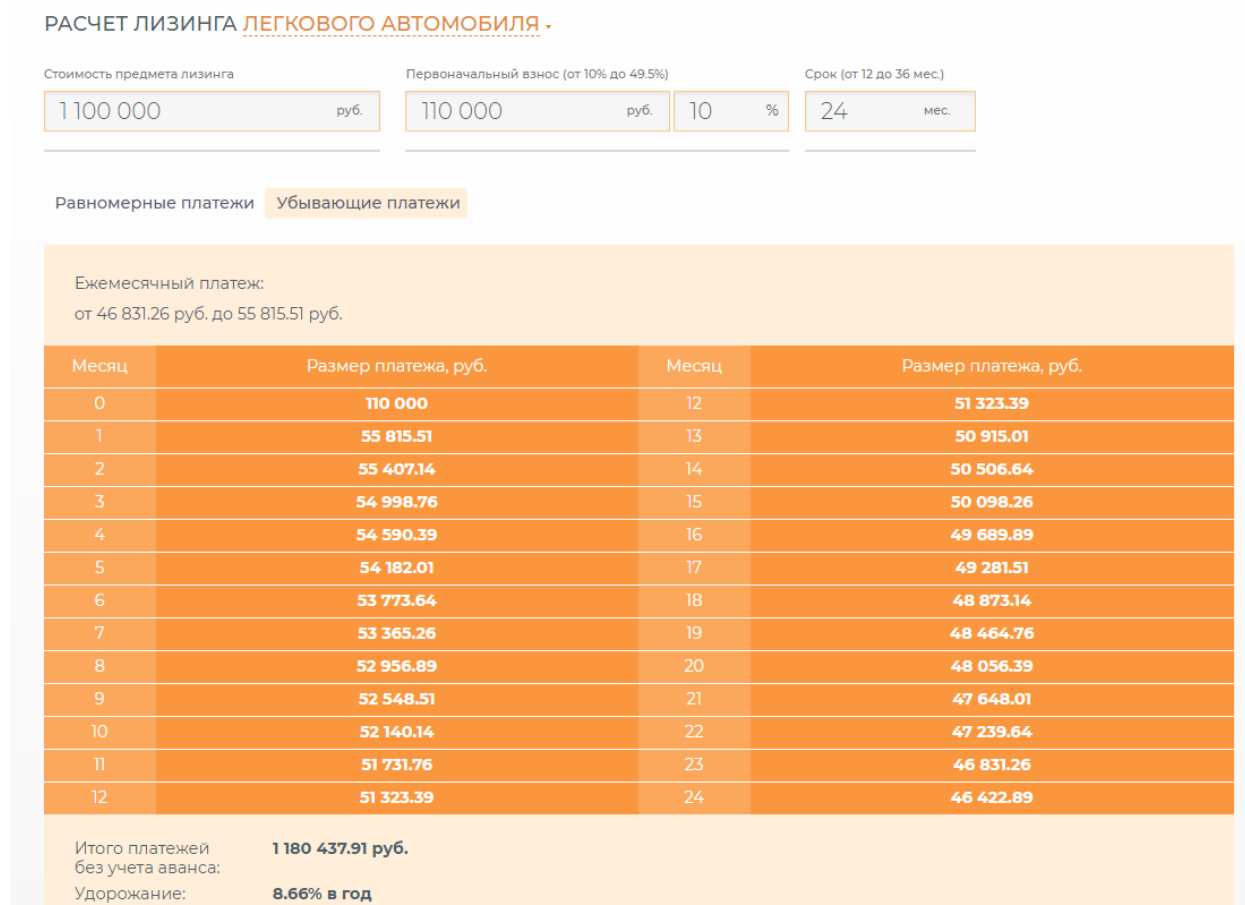 РАСЧЕТ ЛИЗИНГА ЛЕГКОВОГО АВТОМОБИЛЯ
Стоимость предмета лизинга Первоначальный взнос (от 10% до 49.5%) Срок (от 12 до 36 мес.)
1 100 000 руб. 110 000 руб. 10 % 24 мес.
Равномерные платежи Убывающие платежи
Ежемесячный платеж:
от 46 831.26 руб. до 55 815.51 руб.
Месяц Размер платежа, руб. Месяц Размер платежа, руб.
0 110 000 12 51 323.39
1 55 815.51 13 50 915.01
2 55 407.14 14 50 506.64
3 54 998.76 15 50 098.26
4 54 590.39 16 49 689.89
5 54 182.01 17 49 281.51
6 53 773.64 18 48 873.14
7 53 365.26 19 48 464.76
8 52 956.89 20 48 056.39
9 52 548.51 21 47 648.01
10 52 140.14 22 47 239.64
11 51 731.76 23 46 831.26
12 51 323.39 24 46 422.89
Итого платежей 1 180 437.91 руб.
без учета аванса:
Удорожание: 8.66% в год